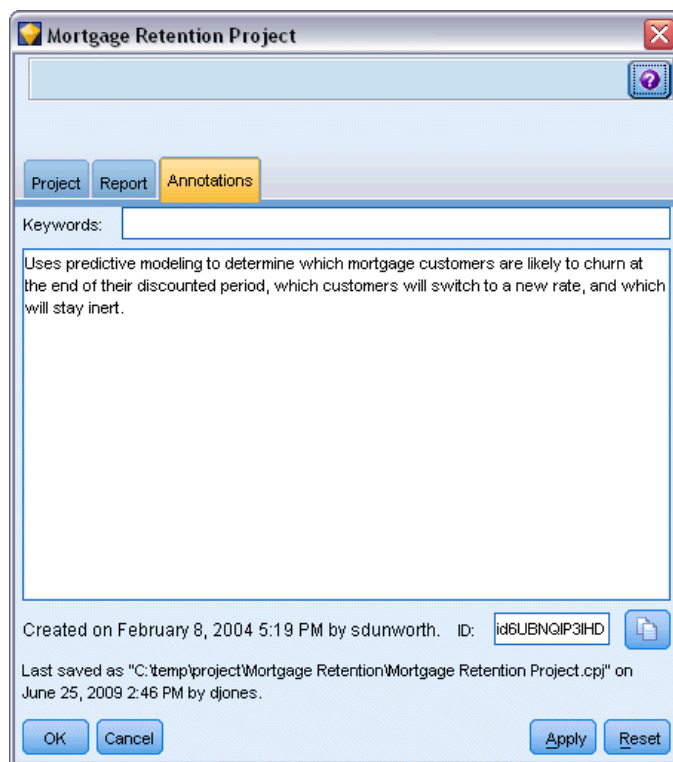 Mortgage Retention Project
?
Project Report Annotations
Keywords:
Uses predictive modeling to determine which mortgage customers are likely to churn at
the end of their discounted period, which customers will switch to a new rate, and which
will stay inert.
Created on February 8, 2004 5:19 PM by sdunworth. ID: id6UBNQIP3IHD
Last saved as "C:\temp\project\Mortgage Retention\Mortgage Retention Project.cpj" on
June 25, 2009 2:46 PM by djones.
OK Cancel Apply Reset